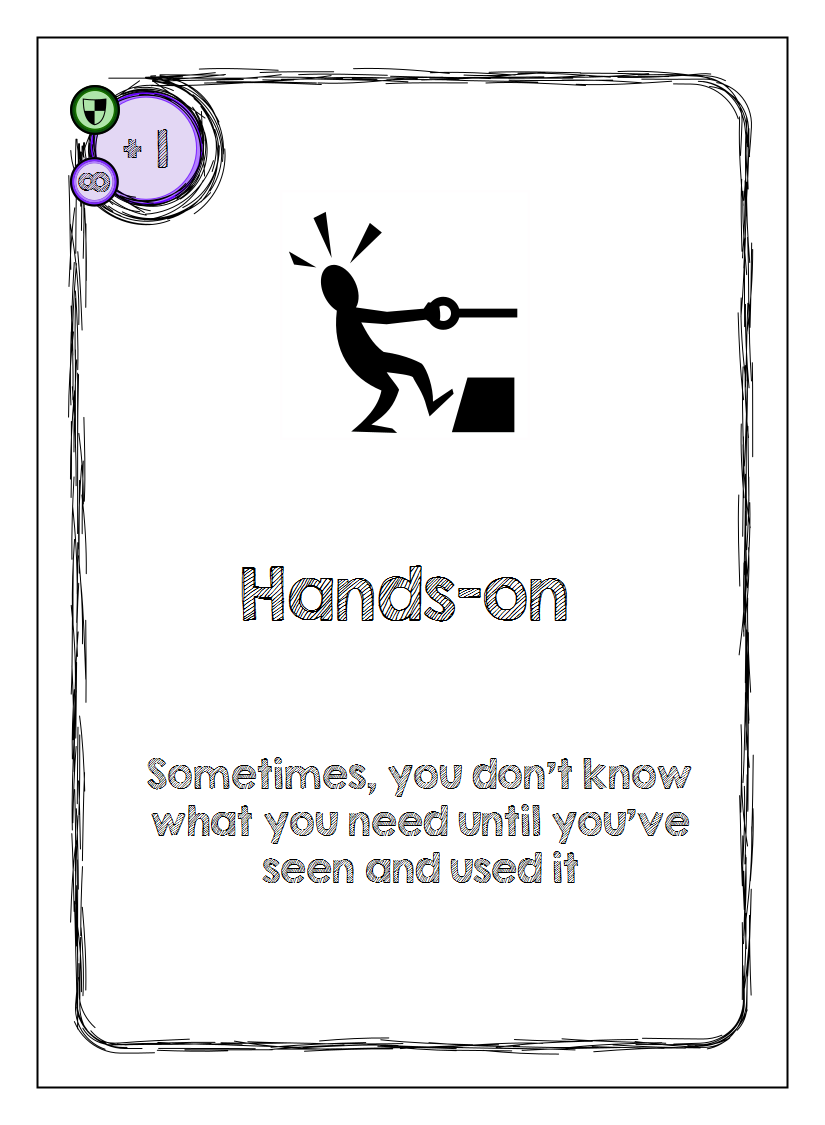 +1
∞
Hands-on
Sometimes, you don't know
what you need until you've
seen and used it